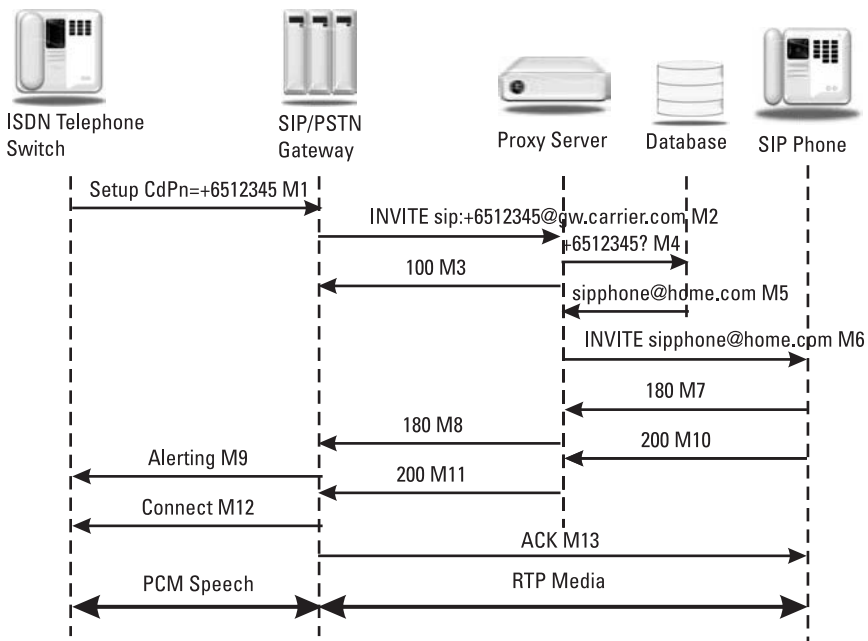 ISDN Telephone
Switch
SIP/PSTN
Gateway
Proxy Server
Database
SIP Phone
Setup CdPn=+6512345 M1
INVITE sip:+6512345@gw.carrier.com M2
+6512345? M4
100 M3
sipphone@home.com M5
INVITE sipphone@home.com M6
180 M7
180 M8
200 M10
Alerting M9
200 M11
Connect M12
ACK M13
PCM Speech
RTP Media